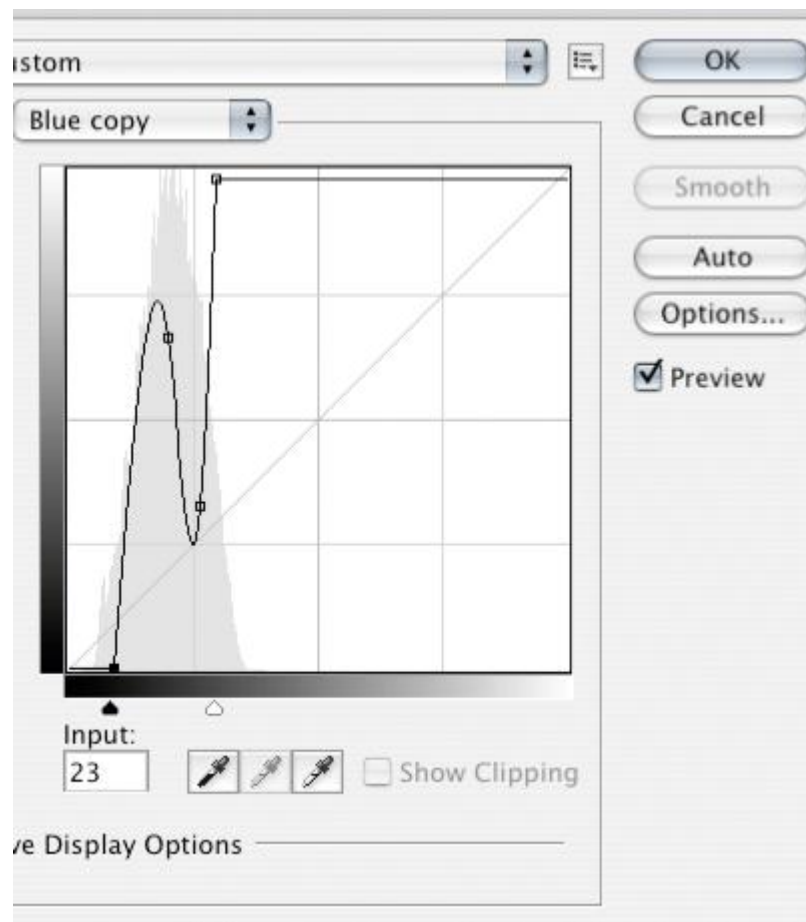 ustom
OK
Blue copy
Cancel
Smooth
Auto
Options...
Preview
Input:
23
Show Clipping
ve Display Options